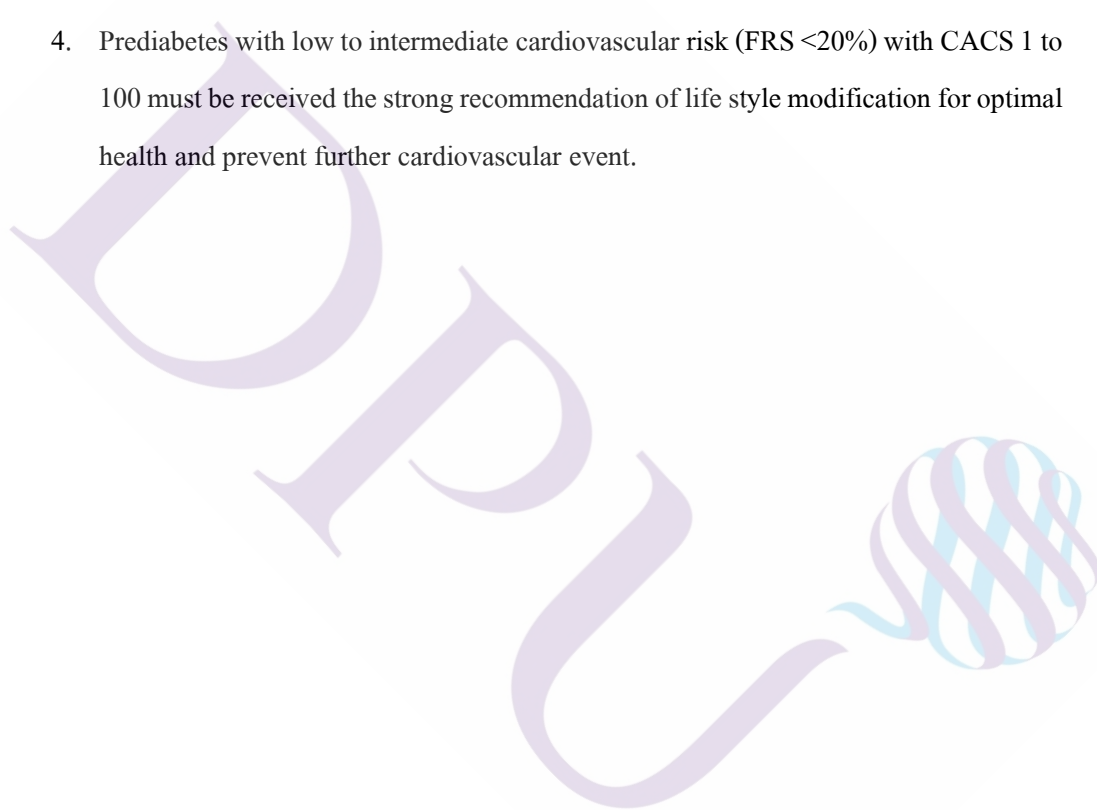 4. Prediabetes with low to intermediate cardiovascular risk (FRS <20%) with CACS 1 to
100 must be received the strong recommendation of life style modification for optimal
health and prevent further cardiovascular event.
DPU